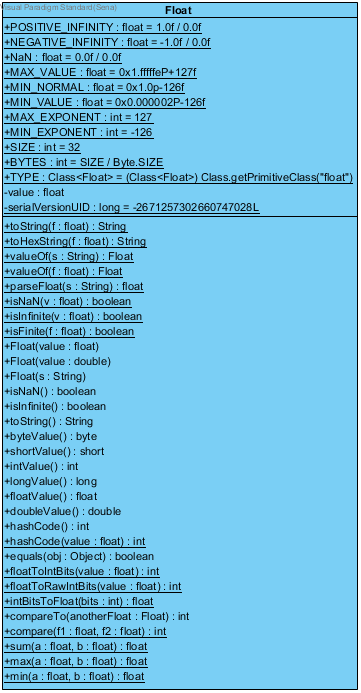 Visual Paradigm Standard(Sena)
Float
+POSITIVE_INFINITY : float = 1.0f / 0.0f
+NEGATIVE_INFINITY : float = -1.0f / 0.0f
+NaN : float = 0.0f / 0.0f
+MAX_VALUE : float = 0x1.fffffeP+127f
+MIN_NORMAL : float = 0x1.0p-126f
+MIN_VALUE : float = 0x0.000002P-126f
+MAX_EXPONENT : int = 127
+MIN_EXPONENT : int = -126
+SIZE : int = 32
+BYTES : int = SIZE / Byte.SIZE
+TYPE : Class<Float> = (Class<Float>) Class.getPrimitiveClass("float")
-value : float
-serialVersionUID : long = -2671257302660747028L
+toString(f : float) : String
+toHexString(f : float) : String
+valueOf(s : String) : Float
+valueOf(f : float) : Float
+parseFloat(s : String) : float
+isNaN(v : float) : boolean
+isInfinite(v : float) : boolean
+isFinite(f : float) : boolean
+Float(value : float)
+Float(value : double)
+Float(s : String)
+isNaN() : boolean
+isInfinite() : boolean
+toString() : String
+byteValue() : byte
+shortValue() : short
+intValue() : int
+longValue() : long
+floatValue() : float
+doubleValue() : double
+hashCode() : int
+hashCode(value : float) : int
+equals(obj : Object) : boolean
+floatToIntBits(value : float) : int
+floatToRawIntBits(value : float) : int
+intBitsToFloat(bits : int) : float
+compareTo(anotherFloat : Float) : int
+compare(f1 : float, f2 : float) : int
+sum(a : float, b : float) : float
+max(a : float, b : float) : float
+min(a : float, b : float) : float